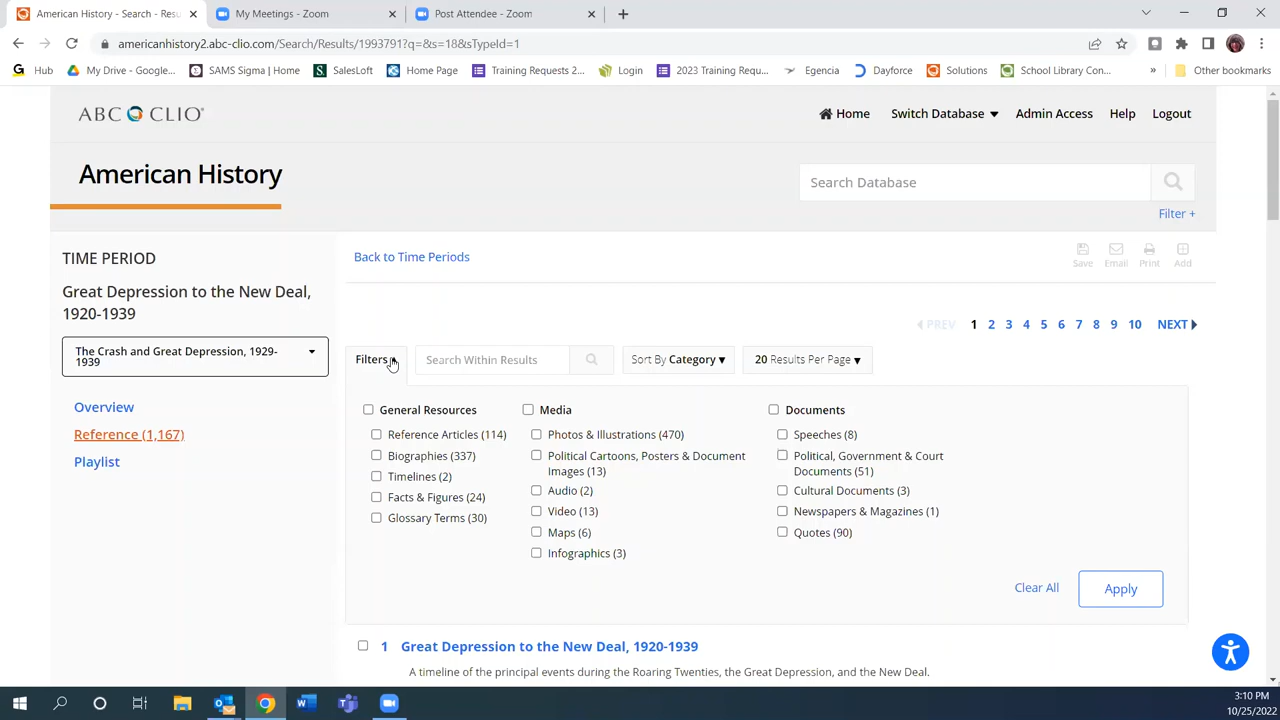 American History - Search - Resu
My Meetings - Zoom
Post Attendee - Zoom
americanhistory2.abc-clio.com/Search/Results/1993791?q=&s=18&sTypeId=1
Hub
My Drive - Google...
SAMS Sigma | Home
SalesLoft
Home Page
Training Requests 2...
Login
2023 Training Requ...
Egencia
Dayforce
Solutions
School Library Con...
»
Other bookmarks
ABC CLIO
Home
Switch Database
Admin Access
Help
Logout
American History
Search Database
Filter +
TIME PERIOD
Great Depression to the New Deal,
1920-1939
The Crash and Great Depression, 1929-
1939
Overview
Reference (1,167)
Playlist
Back to Time Periods
Save
Email
Print
Add
PREV 1 2 3 4 5 6 7 8 9 10 NEXT
Filters
Search Within Results
Sort By Category
20 Results Per Page
General Resources
Reference Articles (114)
Biographies (337)
Timelines (2)
Facts & Figures (24)
Glossary Terms (30)
Media
Photos & Illustrations (470)
Political Cartoons, Posters & Document
Images (13)
Audio (2)
Video (13)
Maps (6)
Infographics (3)
Documents
Speeches (8)
Political, Government & Court
Documents (51)
Cultural Documents (3)
Newspapers & Magazines (1)
Quotes (90)
Clear All
Apply
1 Great Depression to the New Deal, 1920-1939
A timeline of the principal events during the Roaring Twenties, the Great Depression, and the New Deal.
3:10 PM
10/25/2022